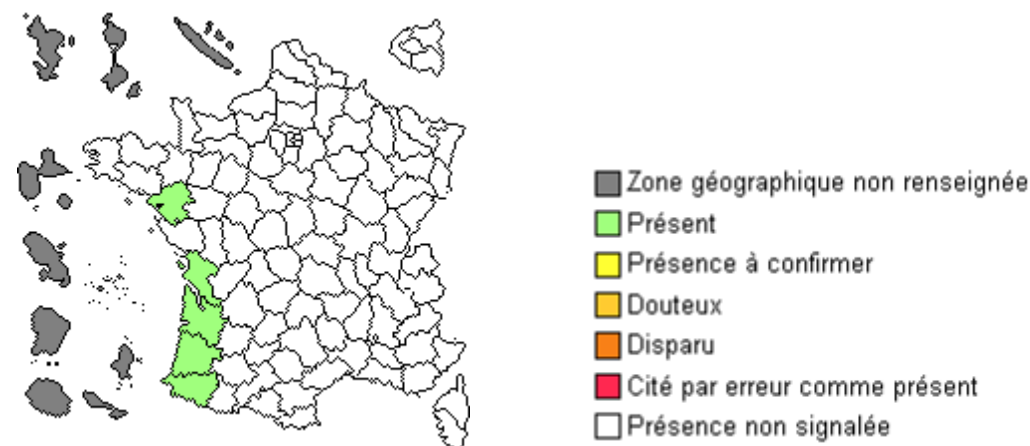 Zone géographique non renseignée
Présent
Présence à confirmer
Douteux
Disparu
Cité par erreur comme présent
Présence non signalée